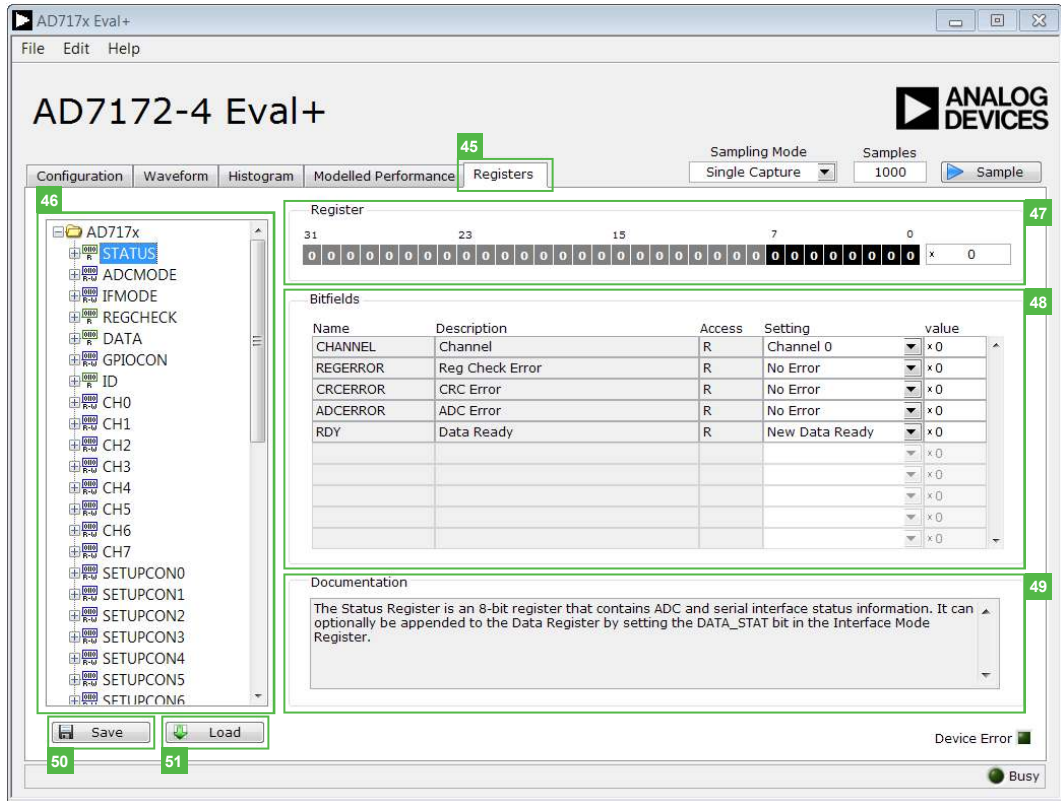 AD717x Eval+
File Edit Help
AD7172-4 Eval+
ANALOG
DEVICES
45
Sampling Mode Samples
Configuration Waveform Histogram Modelled Performance Registers Single Capture 1000 Sample
46
47
Register
31 23 15 7 0
0 0 0 0 0 0 0 0 0 0 0 0 0 0 0 0 0 0 0 0 0 0 0 0 0 0 0 0 0 0 0 0 x 0
AD717x
STATUS
ADCMODE
IFMODE
REGCHECK
DATA
GPIOCON
ID
CH0
CH1
CH2
CH3
CH4
CH5
CH6
CH7
SETUPCON0
SETUPCON1
SETUPCON2
SETUPCON3
SETUPCON4
SETUPCON5
SETUPCON6
48
Bitfields
Name Description Access Setting value
CHANNEL Channel R Channel 0 x 0
REGERROR Reg Check Error R No Error x 0
CRCERROR CRC Error R No Error x 0
ADCERROR ADC Error R No Error x 0
RDY Data Ready R New Data Ready x 0
x 0
x 0
x 0
x 0
x 0
49
Documentation
The Status Register is an 8-bit register that contains ADC and serial interface status information. It can
optionally be appended to the Data Register by setting the DATA_STAT bit in the Interface Mode
Register.
Save Load
50 51
Device Error
Busy